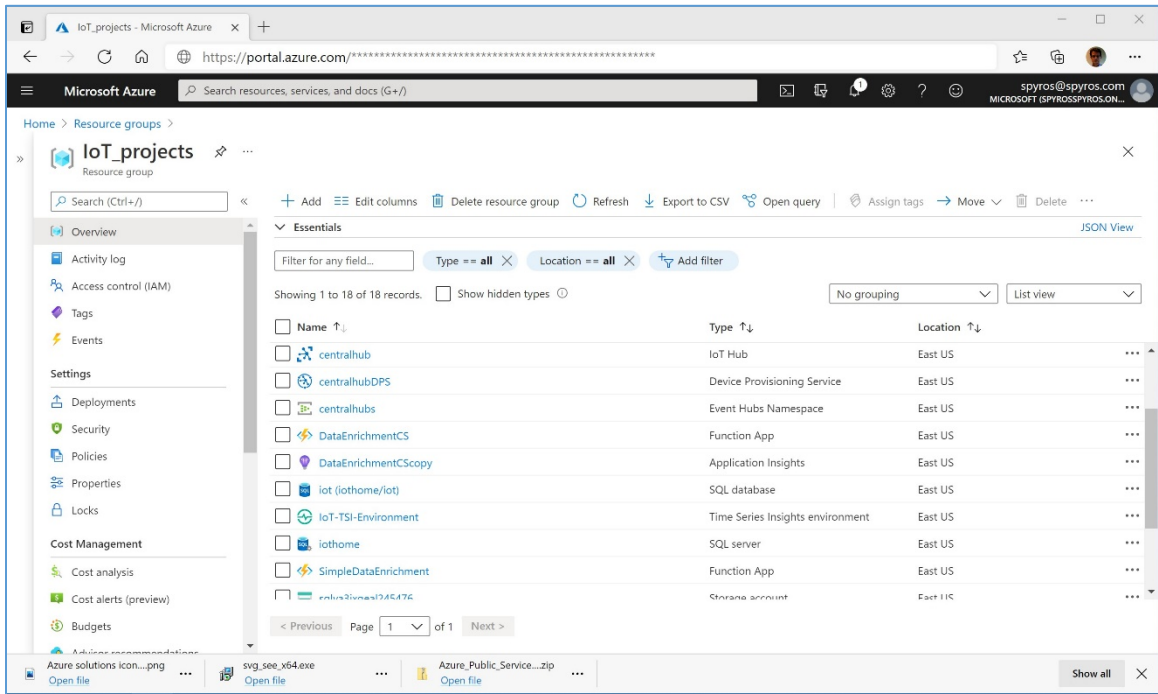 IoT_projects - Microsoft Azure
https://portal.azure.com/******************************************************
Microsoft Azure
Search resources, services, and docs (G+/)
1
spyros@spyros.com
MICROSOFT (SPYROSSPYROS.ON...
Home > Resource groups >
IoT_projects
Resource group
Search (Ctrl+/)
+ Add Edit columns Delete resource group Refresh Export to CSV Open query Assign tags Move Delete ...
Essentials JSON View
Overview
Activity log
Access control (IAM)
Tags
Events
Settings
Deployments
Security
Policies
Properties
Locks
Cost Management
Cost analysis
Cost alerts (preview)
Budgets
Advisor recommendations
Filter for any field... Type == all Location == all Add filter
Showing 1 to 18 of 18 records. Show hidden types No grouping List view
Name Type Location
centralhub IoT Hub East US
centralhubDPS Device Provisioning Service East US
centralhubs Event Hubs Namespace East US
DataEnrichmentCS Function App East US
DataEnrichmentCScopy Application Insights East US
iot (iothome/iot) SQL database East US
IoT-TSI-Environment Time Series Insights environment East US
iothome SQL server East US
SimpleDataEnrichment Function App East US
Storage account East US
< Previous Page 1 of 1 Next >
Azure solutions icon....png
Open file
svg_see_x64.exe
Open file
Azure_Public_Service....zip
Open file
Show all